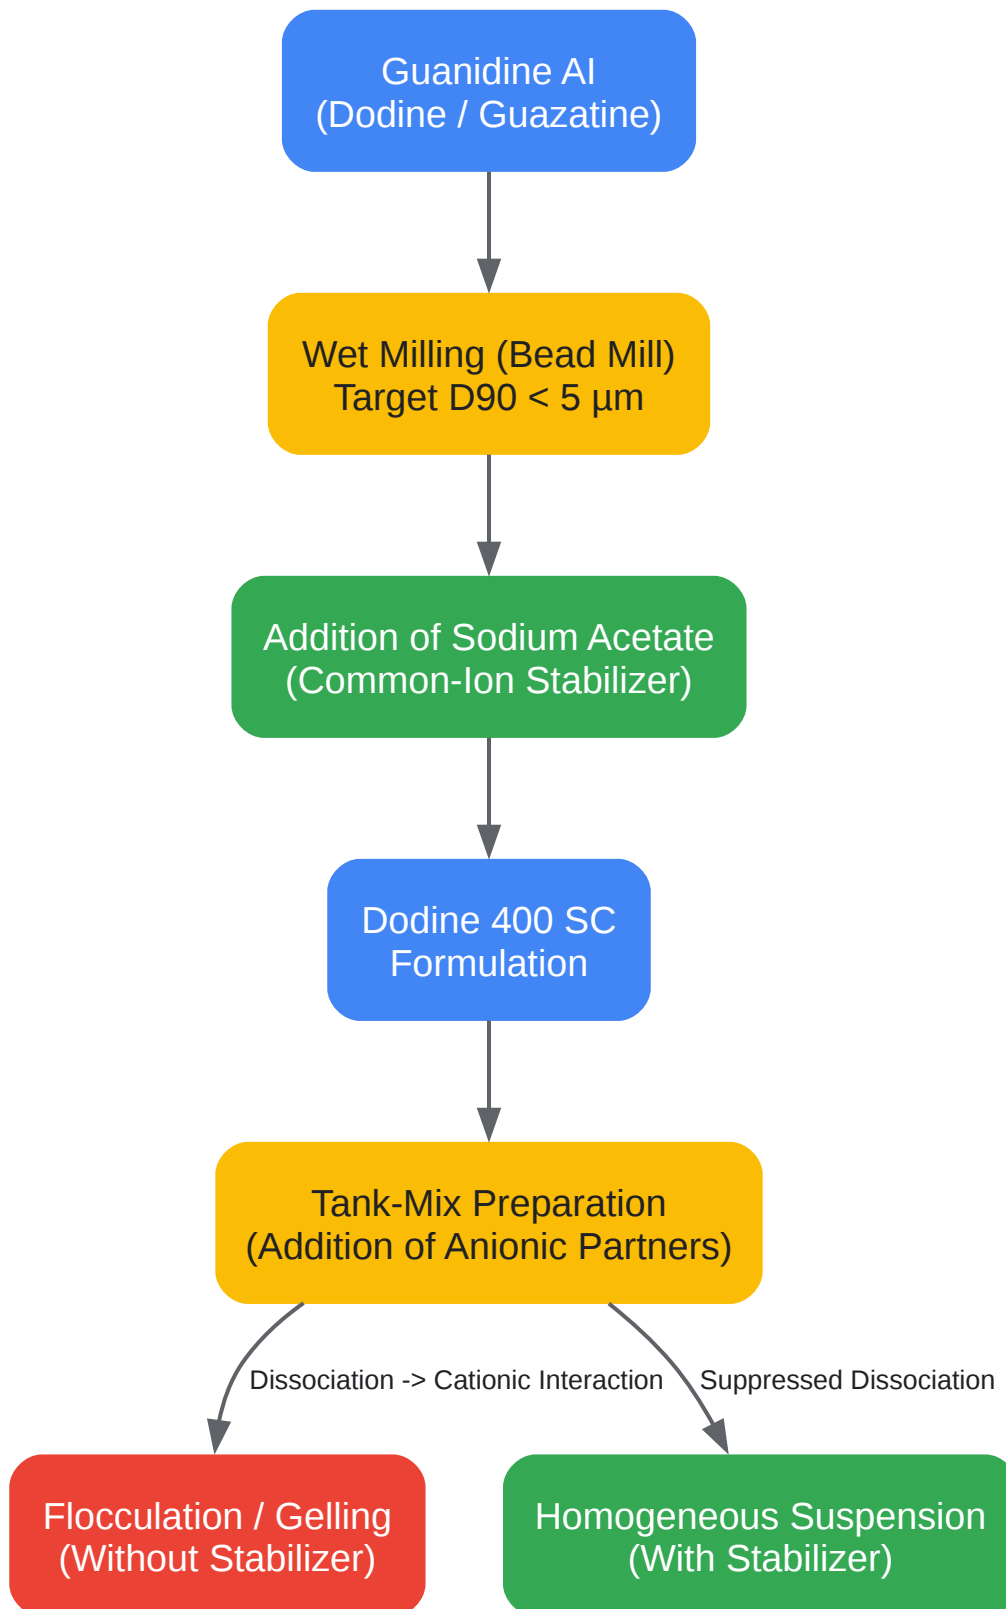 Guanidine AI
(Dodine / Guazatine)
Wet Milling (Bead Mill)
Target D90 < 5 µm
Addition of Sodium Acetate
(Common-Ion Stabilizer)
Dodine 400 SC
Formulation
Tank-Mix Preparation
(Addition of Anionic Partners)
Dissociation -> Cationic Interaction
Suppressed Dissociation
Flocculation / Gelling
(Without Stabilizer)
Homogeneous Suspension
(With Stabilizer)